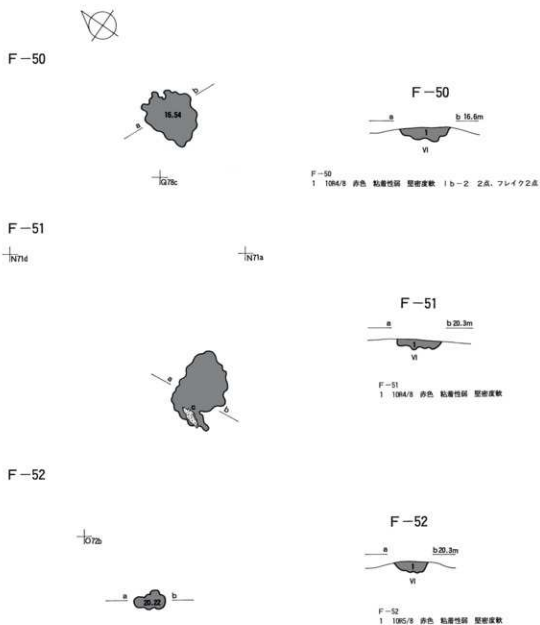 F-50
b
a
16.54
Q78c
F-50
a
b 16.6m
1
VI
F-50
1 10R4/8 赤色 粘着性弱 堅密度軟 Ⅰb-2 2点、フレイク2点
F-51
N71d
N71a
a
b
c
F-51
a
b 20.3m
1
VI
F-51
1 10R4/8 赤色 粘着性弱 堅密度軟
F-52
O72b
a
20.22
b
F-52
a
b 20.3m
1
VI
F-52
1 10R5/8 赤色 粘着性弱 堅密度軟